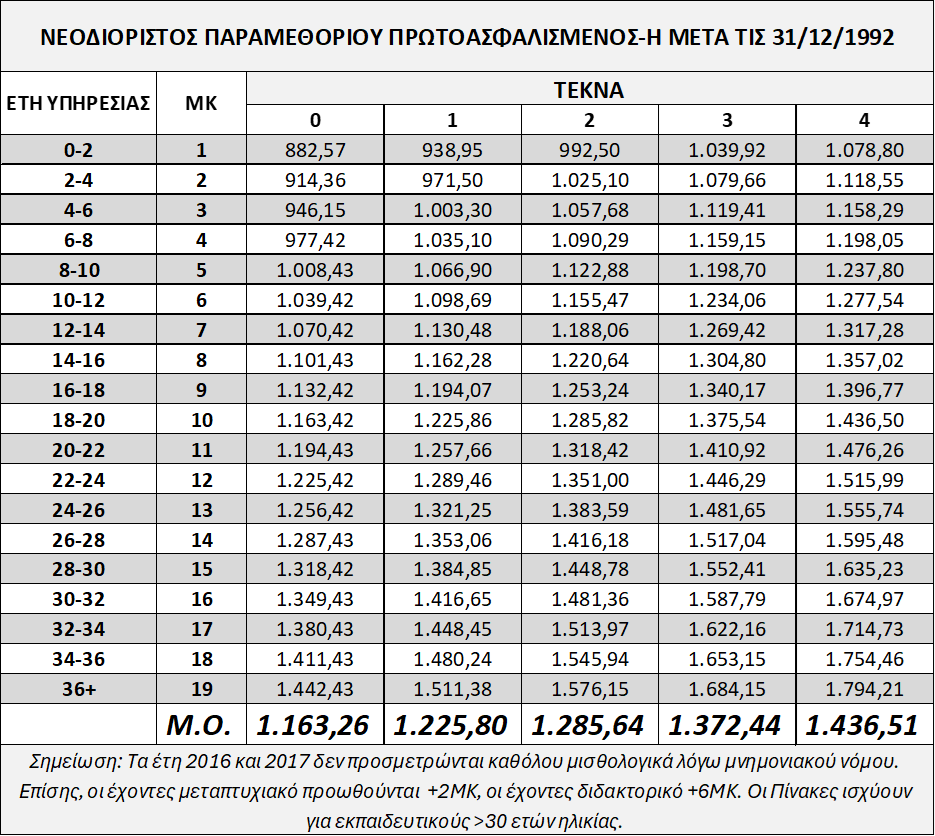 ΝΕΟΔΙΟΡΙΣΤΟΣ ΠΑΡΑΜΕΘΟΡΙΟΥ ΠΡΩΤΟΑΣΦΑΛΙΣΜΕΝΟΣ-Η ΜΕΤΑ ΤΙΣ 31/12/1992
ΕΤΗ ΥΠΗΡΕΣΙΑΣ ΜΚ ΤΕΚΝΑ
0 1 2 3 4
0-2 1 882,57 938,95 992,50 1.039,92 1.078,80
2-4 2 914,36 971,50 1.025,10 1.079,66 1.118,55
4-6 3 946,15 1.003,30 1.057,68 1.119,41 1.158,29
6-8 4 977,42 1.035,10 1.090,29 1.159,15 1.198,05
8-10 5 1.008,43 1.066,90 1.122,88 1.198,70 1.237,80
10-12 6 1.039,42 1.098,69 1.155,47 1.234,06 1.277,54
12-14 7 1.070,42 1.130,48 1.188,06 1.269,42 1.317,28
14-16 8 1.101,43 1.162,28 1.220,64 1.304,80 1.357,02
16-18 9 1.132,42 1.194,07 1.253,24 1.340,17 1.396,77
18-20 10 1.163,42 1.225,86 1.285,82 1.375,54 1.436,50
20-22 11 1.194,43 1.257,66 1.318,42 1.410,92 1.476,26
22-24 12 1.225,42 1.289,46 1.351,00 1.446,29 1.515,99
24-26 13 1.256,42 1.321,25 1.383,59 1.481,65 1.555,74
26-28 14 1.287,43 1.353,06 1.416,18 1.517,04 1.595,48
28-30 15 1.318,42 1.384,85 1.448,78 1.552,41 1.635,23
30-32 16 1.349,43 1.416,65 1.481,36 1.587,79 1.674,97
32-34 17 1.380,43 1.448,45 1.513,97 1.622,16 1.714,73
34-36 18 1.411,43 1.480,24 1.545,94 1.653,15 1.754,46
36+ 19 1.442,43 1.511,38 1.576,15 1.684,15 1.794,21
Μ.Ο. 1.163,26 1.225,80 1.285,64 1.372,44 1.436,51
Σημείωση: Τα έτη 2016 και 2017 δεν προσμετρώνται καθόλου μισθολογικά λόγω μνημονιακού νόμου.
Επίσης, οι έχοντες μεταπτυχιακό προωθούνται +2ΜΚ, οι έχοντες διδακτορικό +6ΜΚ. Οι Πίνακες ισχύουν
για εκπαιδευτικούς >30 ετών ηλικίας.